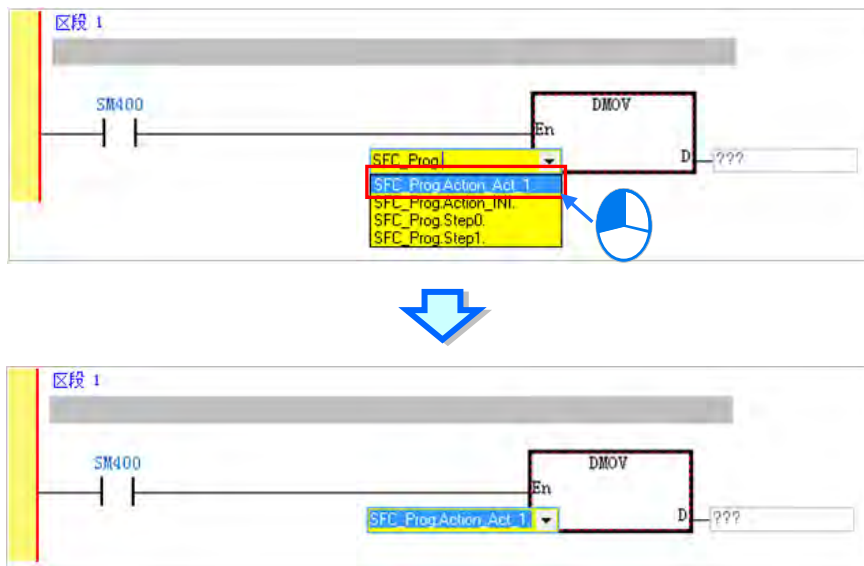 区段 1
SM400
DMOV
En
SFC_Prog.
D
???
SFC_Prog.Action_Act_1.
SFC_Prog.Action_INI.
SFC_Prog.Step0.
SFC_Prog.Step1.
区段 1
SM400
DMOV
En
SFC_Prog.Action_Act_1.
D
???